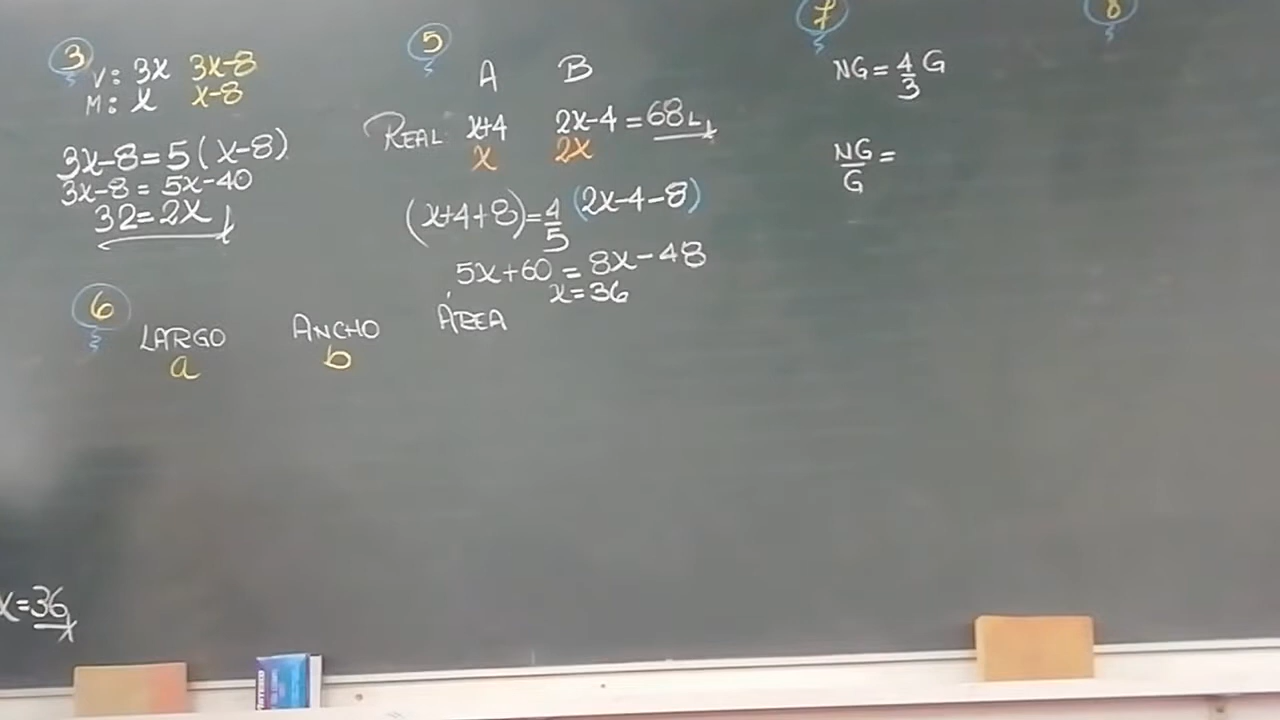 3
V: 3x 3x-8
M: x x-8
3x-8=5(x-8)
3x-8=5x-40
32=2x
5
A B
REAL: x+4 2x-4=68L
x 2x
(x+4+8)=4/5(2x-4-8)
5x+60=8x-48
x=36
6
LARGO ANCHO ÁREA
a b
7
NG=4/3 G
NG/G=
8
x=36